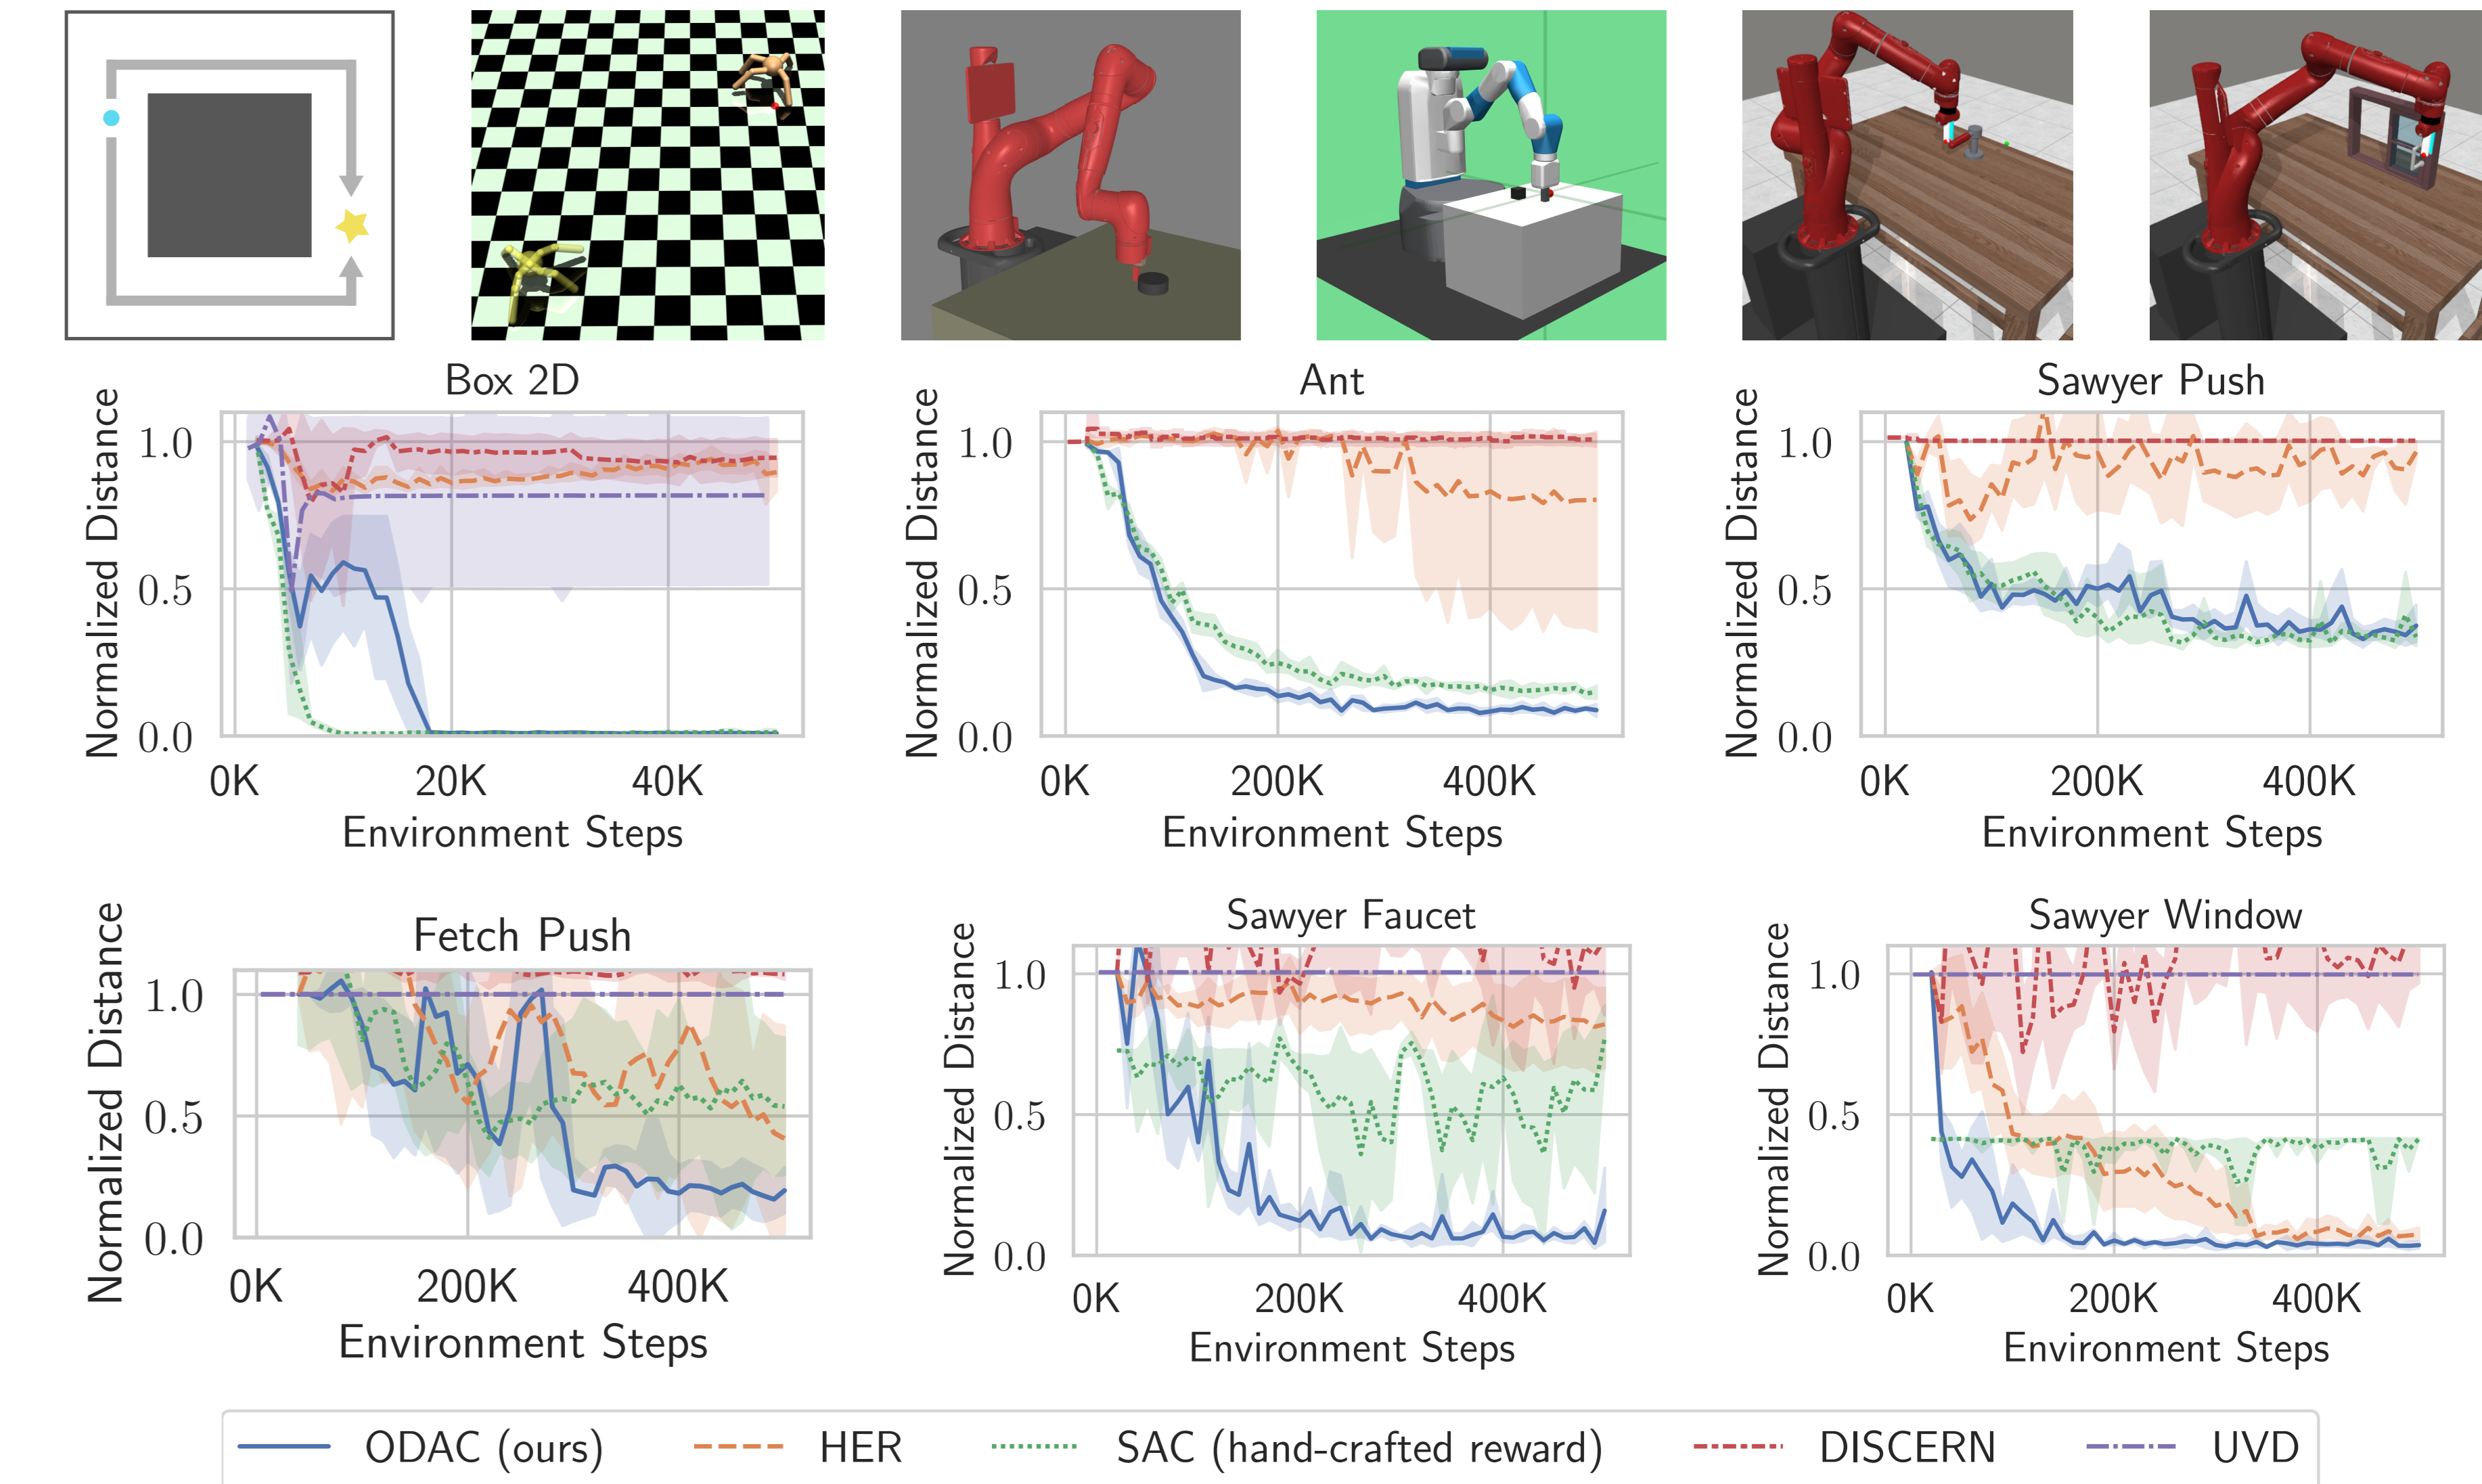 Box 2D
Normalized Distance
1.0
0.5
0.0
0K 20K 40K
Environment Steps
Ant
Normalized Distance
1.0
0.5
0.0
0K 200K 400K
Environment Steps
Sawyer Push
Normalized Distance
1.0
0.5
0.0
0K 200K 400K
Environment Steps
Fetch Push
Normalized Distance
1.0
0.5
0.0
0K 200K 400K
Environment Steps
Sawyer Faucet
Normalized Distance
1.0
0.5
0.0
0K 200K 400K
Environment Steps
Sawyer Window
Normalized Distance
1.0
0.5
0.0
0K 200K 400K
Environment Steps
ODAC (ours) HER SAC (hand-crafted reward) DISCERN UVD